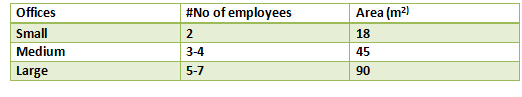 Offices #No of employees Area (m²)
Small 2 18
Medium 3-4 45
Large 5-7 90